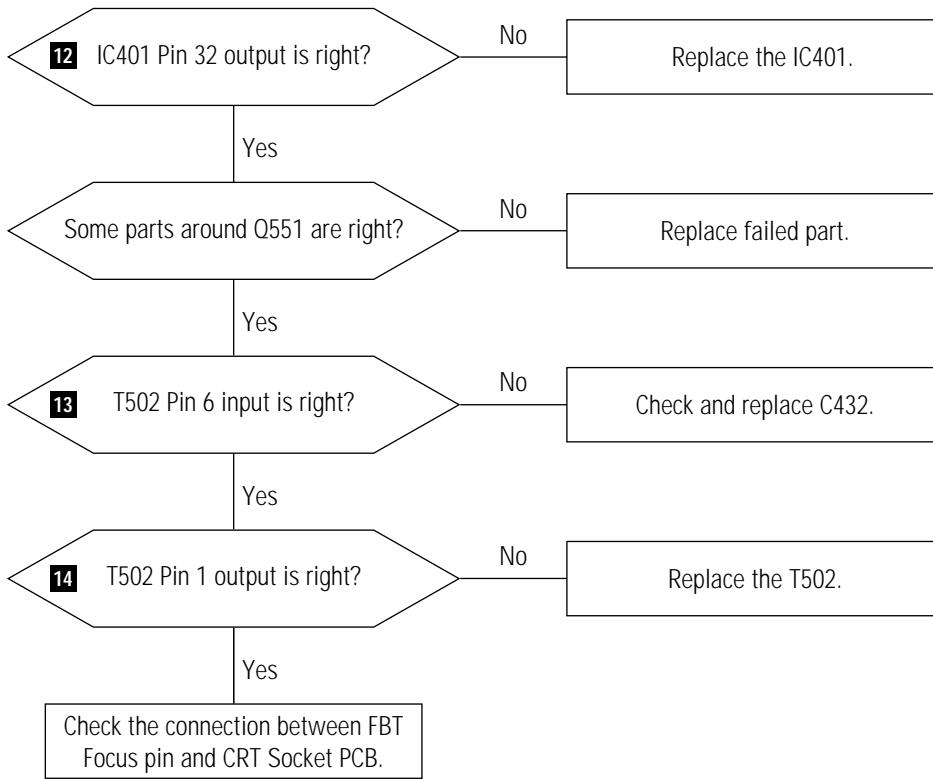 12 IC401 Pin 32 output is right?
No
Replace the IC401.
Yes
Some parts around Q551 are right?
No
Replace failed part.
Yes
13 T502 Pin 6 input is right?
No
Check and replace C432.
Yes
14 T502 Pin 1 output is right?
No
Replace the T502.
Yes
Check the connection between FBT
Focus pin and CRT Socket PCB.